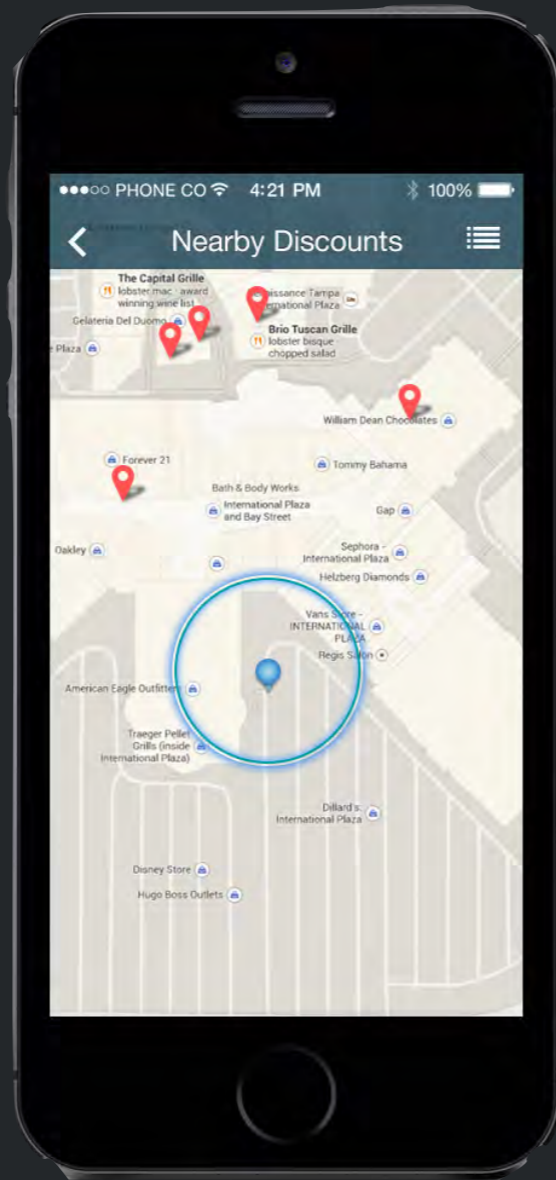 PHONE CO 4:21 PM 100%
Nearby Discounts
The Capital Grille
lobster mac · award
winning wine list
Gelateria Del Duomo
Plaza
Tampa
Plaza
Brio Tuscan Grille
lobster bisque
chopped salad
William Dean Chocolates
Forever 21
Tommy Bahama
Bath & Body Works
International Plaza
and Bay Street
Gap
Oakley
Sephora -
International Plaza
Helzberg Diamonds
Vans Store -
INTERNATIONAL
PLAZA
Regis Salon
American Eagle Outfitters
Traeger Pellet
Grills (inside
International Plaza)
Dillard's
International Plaza
Disney Store
Hugo Boss Outlets